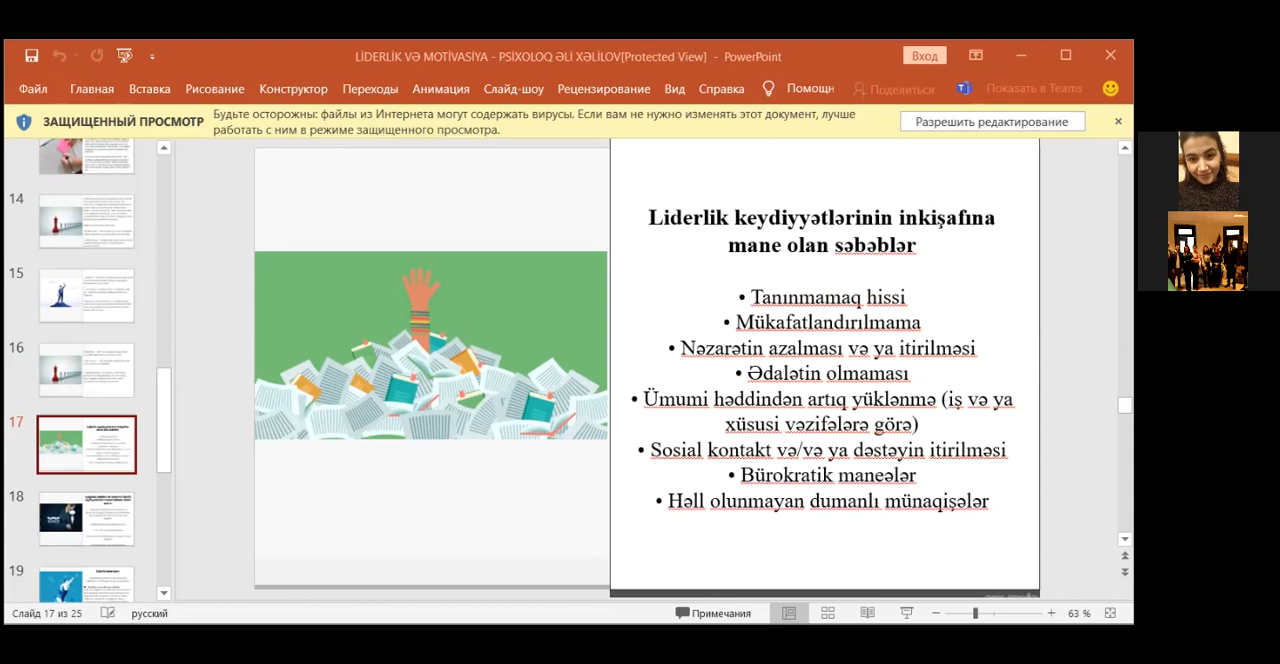 LİDERLİK VƏ MOTİVASİYA - PSİXOLOQ ƏLİ XƏLİLOV[Protected View] - PowerPoint
Вход
Файл Главная Вставка Рисование Конструктор Переходы Анимация Слайд-шоу Рецензирование Вид Справка Помощн Поделиться Показать в Teams
ЗАЩИЩЕННЫЙ ПРОСМОТР
Будьте осторожны: файлы из Интернета могут содержать вирусы. Если вам не нужно изменять этот документ, лучше
работать с ним в режиме защищенного просмотра.
Разрешить редактирование
14
15
16
17
18
19
Liderlik keydiyyətlərinin inkişafına
mane olan səbəblər
• Tanınmamaq hissi
• Mükafatlandırılmama
• Nəzarətin azalması və ya itirilməsi
• Ədalətin olmaması
• Ümumi həddindən artıq yüklənmə (iş və ya
xüsusi vəzifələrə görə)
• Sosial kontakt və/və ya dəstəyin itirilməsi
• Bürokratik maneələr
• Həll olunmayan dumanlı münaqişələr
Слайд 17 из 25 русский Примечания 63 %